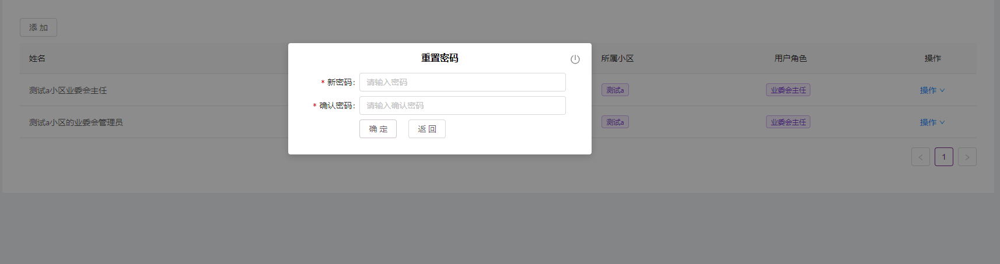 添 加
重置密码
姓名 所属小区 用户角色 操作
* 新密码: 请输入密码
测试a小区业委会主任 测试a 业委会主任 操作
* 确认密码: 请输入确认密码
测试a小区的业委会管理员 测试a 业委会主任 操作
确 定 返 回
1